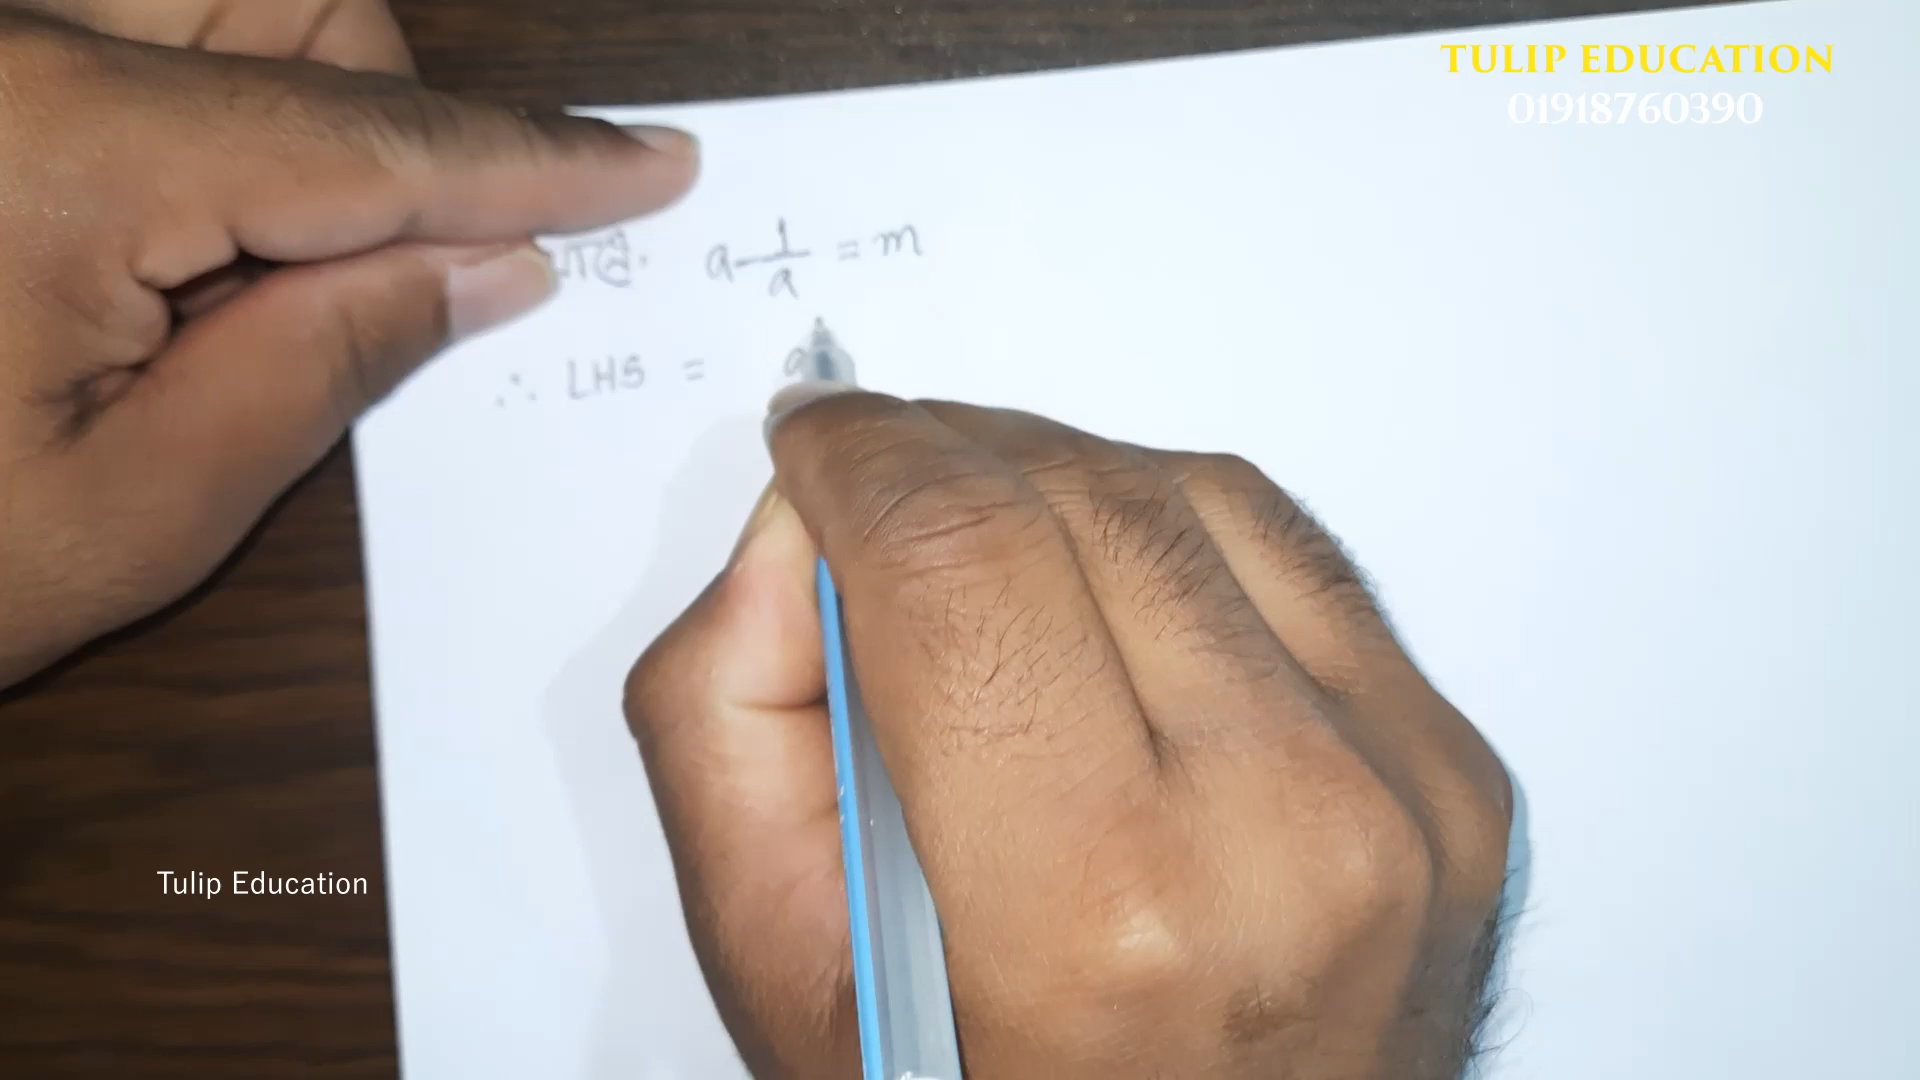 TULIP EDUCATION
01918760390
a - 1/a = m
∴ LHS = a
Tulip Education